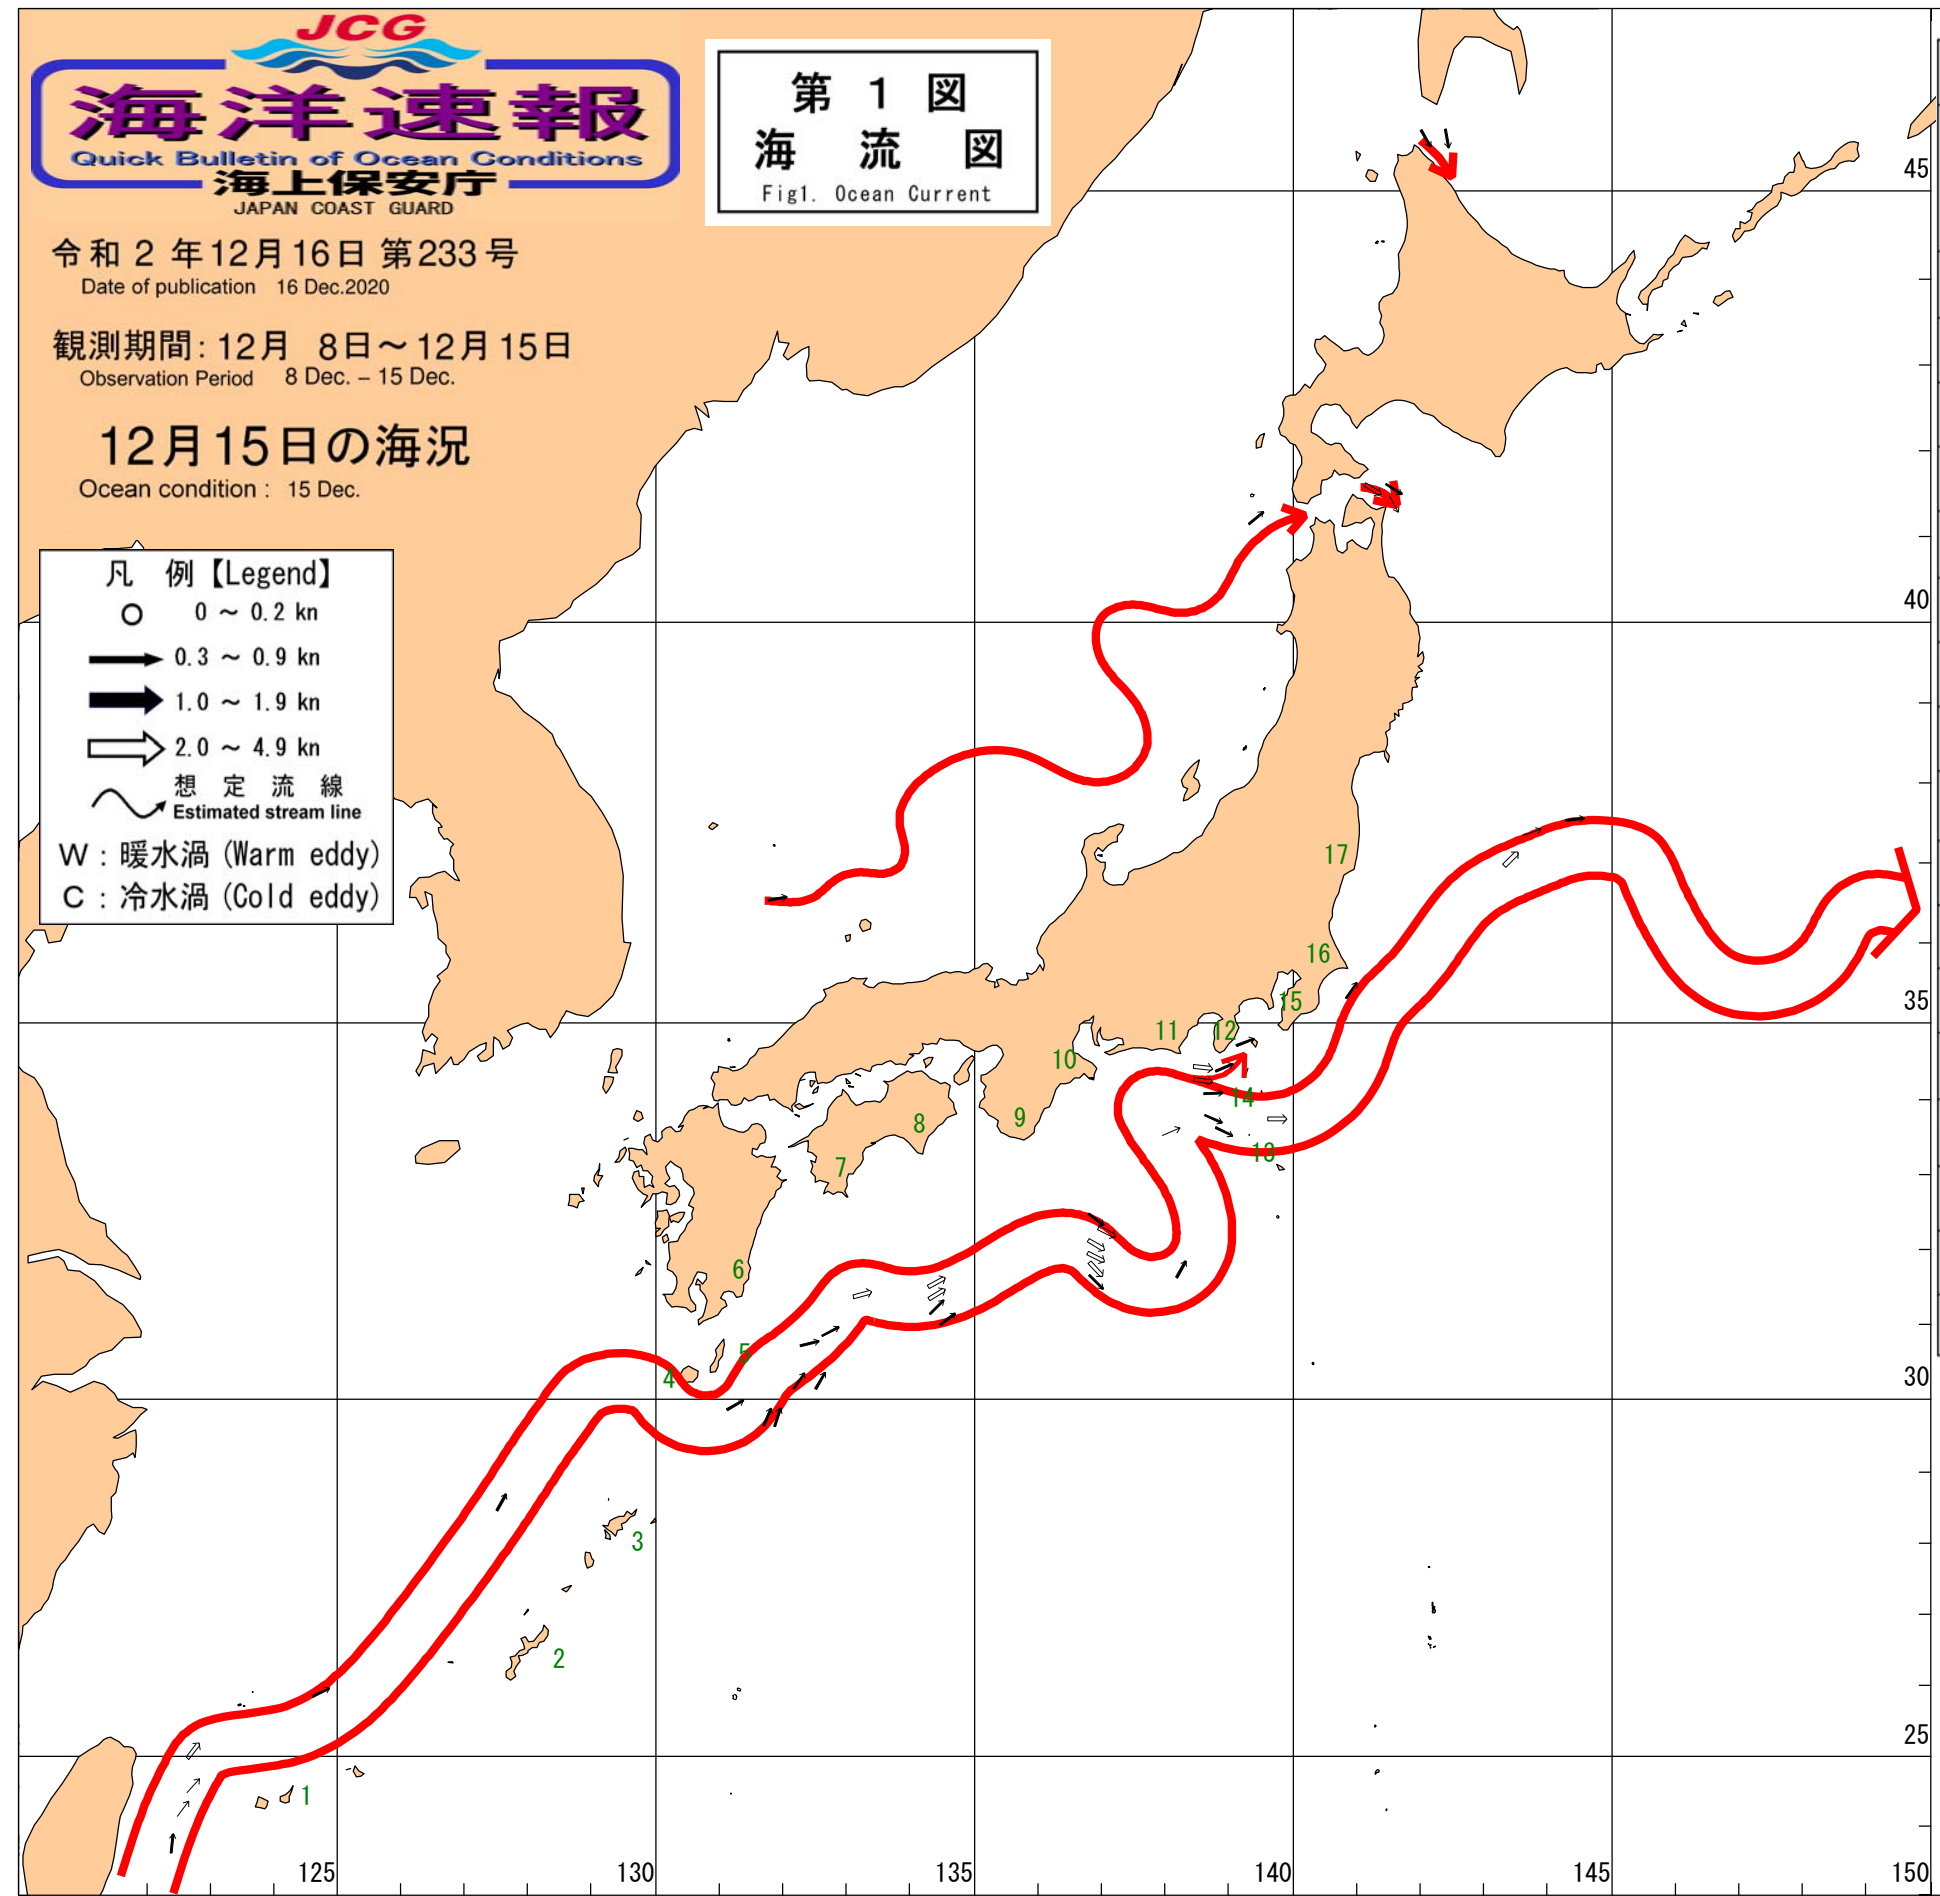 JCG
海洋速報
Quick Bulletin of Ocean Conditions
海上保安庁
JAPAN COAST GUARD
第 1 図
海 流 図
Fig1. Ocean Current
令和 2 年12月16日 第233号
Date of publication 16 Dec.2020
観測期間: 12月 8日～12月15日
Observation Period 8 Dec. – 15 Dec.
12月15日の海況
Ocean condition : 15 Dec.
凡 例【Legend】
0 ～ 0.2 kn
0.3 ～ 0.9 kn
1.0 ～ 1.9 kn
2.0 ～ 4.9 kn
想 定 流 線
Estimated stream line
W : 暖水渦 (Warm eddy)
C : 冷水渦 (Cold eddy)
45
40
17
16
35
15
12
11
10
14
9
8
13
7
6
5
4
30
3
2
25
1
125
130
135
140
145
150